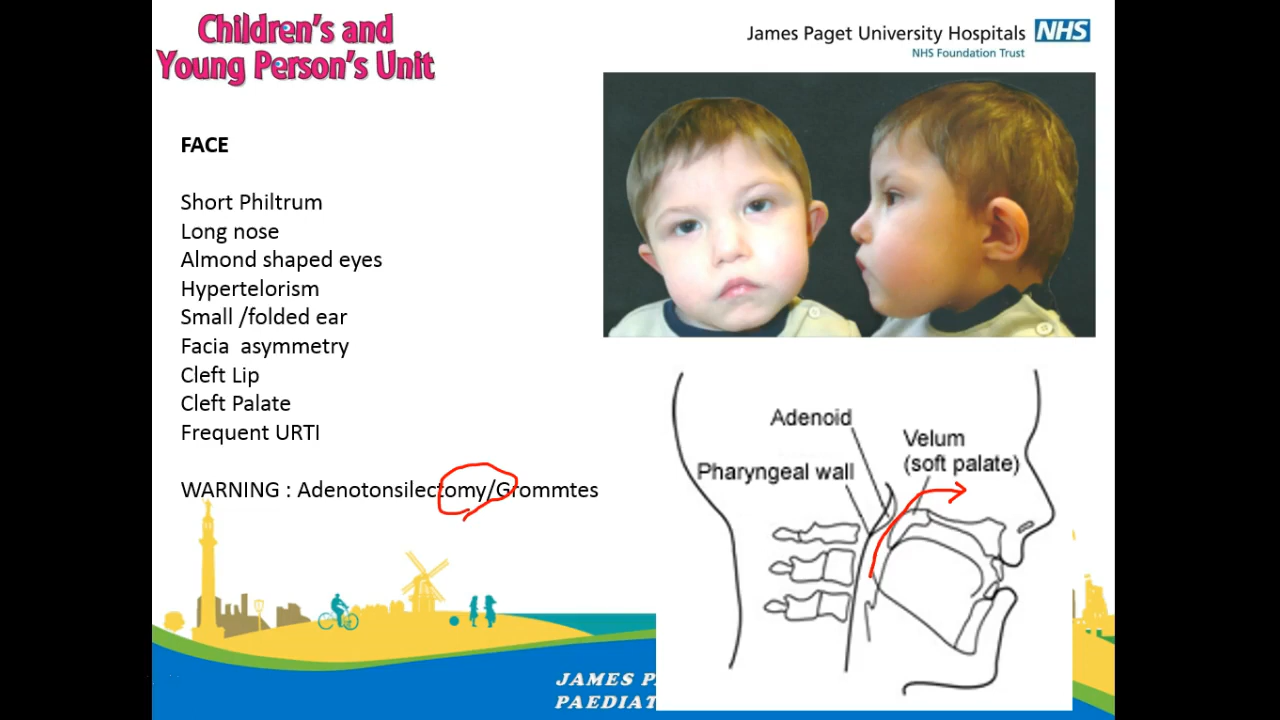 Children's and
Young Person's Unit
James Paget University Hospitals NHS
NHS Foundation Trust
FACE
Short Philtrum
Long nose
Almond shaped eyes
Hypertelorism
Small /folded ear
Facia asymmetry
Cleft Lip
Cleft Palate
Frequent URTI
WARNING : Adenotonsilectomy/Grommtes
Adenoid
Velum
(soft palate)
Pharyngeal wall
JAMES P
PAEDIAT